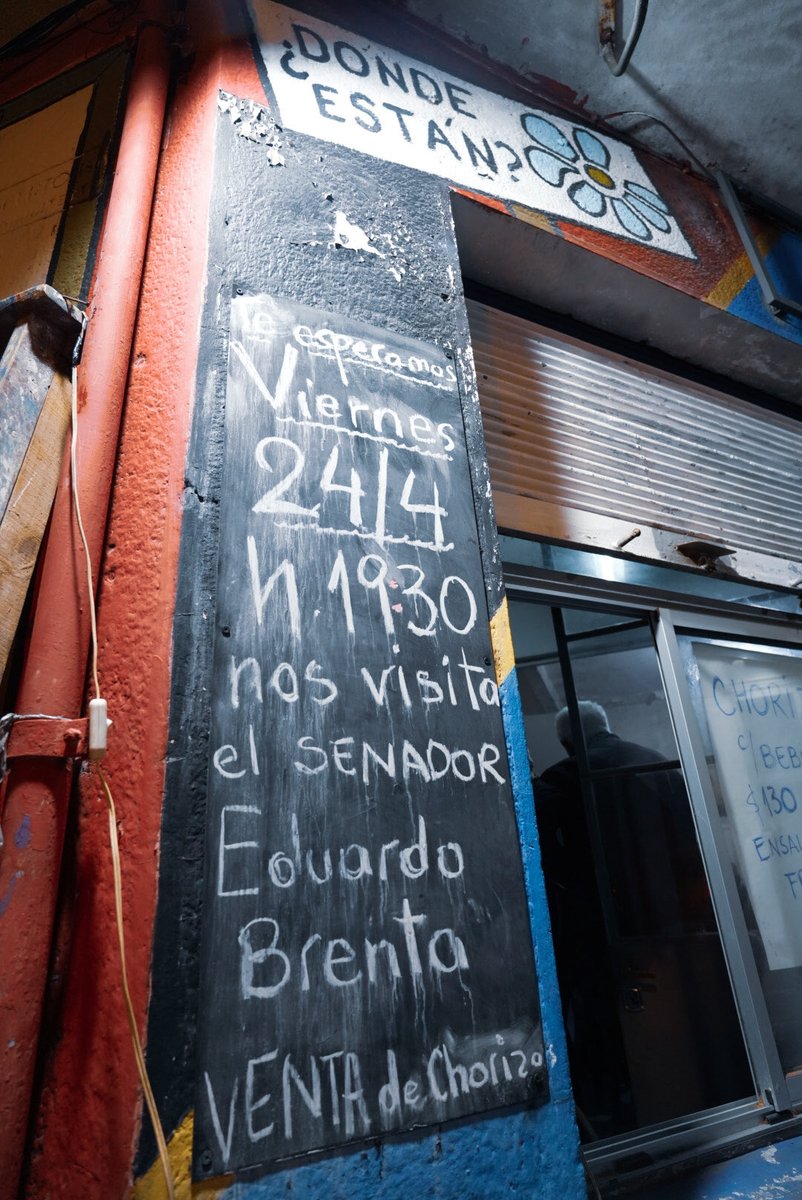 ¿DONDE
ESTÁN?
Te esperamos
Viernes
24/4
h.1930
nos visita
el SENADOR
Eduardo
Brenta
VENTA de Chorizos
CHORI
c/BEB
$130
ENSA
F